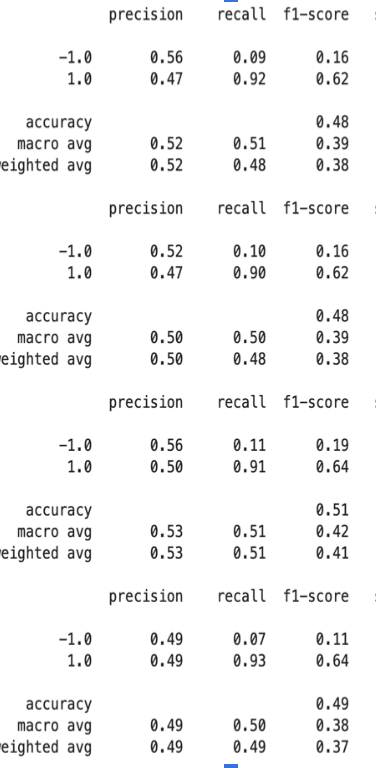 precision recall f1-score
-1.0 0.56 0.09 0.16
1.0 0.47 0.92 0.62
accuracy 0.48
macro avg 0.52 0.51 0.39
eighted avg 0.52 0.48 0.38
precision recall f1-score
-1.0 0.52 0.10 0.16
1.0 0.47 0.90 0.62
accuracy 0.48
macro avg 0.50 0.50 0.39
eighted avg 0.50 0.48 0.38
precision recall f1-score
-1.0 0.56 0.11 0.19
1.0 0.50 0.91 0.64
accuracy 0.51
macro avg 0.53 0.51 0.42
eighted avg 0.53 0.51 0.41
precision recall f1-score
-1.0 0.49 0.07 0.11
1.0 0.49 0.93 0.64
accuracy 0.49
macro avg 0.49 0.50 0.38
eighted avg 0.49 0.49 0.37